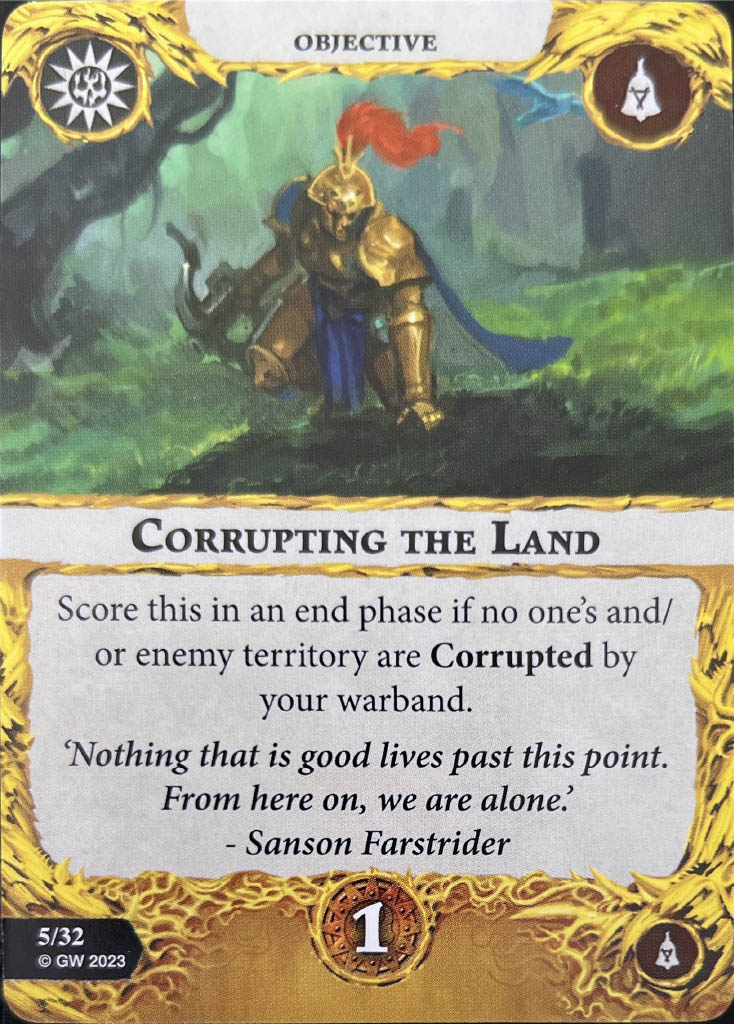 OBJECTIVE
CORRUPTING THE LAND
Score this in an end phase if no one's and/
or enemy territory are Corrupted by
your warband.
‘Nothing that is good lives past this point.
From here on, we are alone.’
- Sanson Farstrider
1
5/32
© GW 2023